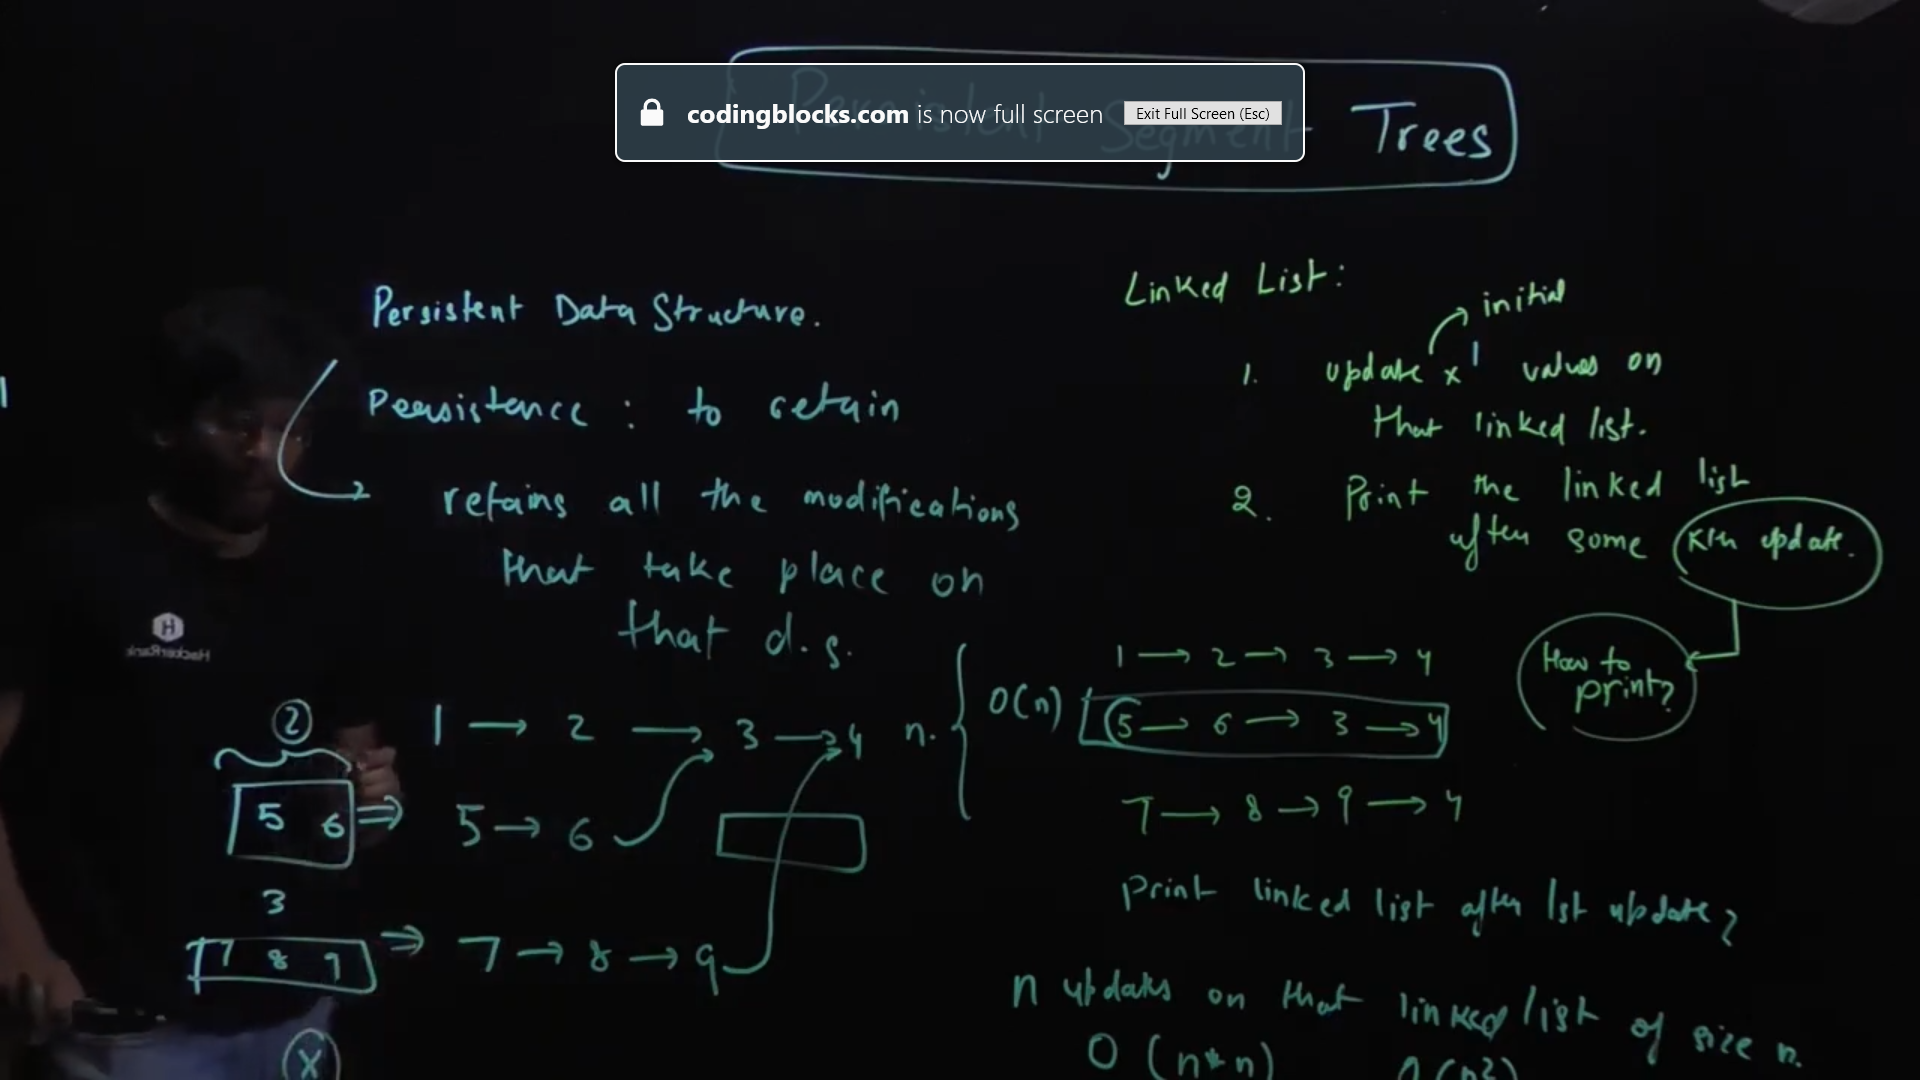 Persistent Segment Trees
codingblocks.com is now full screen
Exit Full Screen (Esc)
Persistent Data Structure.
Persistence : to retain
retains all the modifications
that take place on
that d.s.
H
HackerRank
2
1 → 2 → 3 → 4 n.
5 6 ⇒ 5 → 6
3
7 8 9 ⇒ 7 → 8 → 9
X
Linked List:
initial
1. update x values on
that linked list.
2. Print the linked list
after some Kth update.
How to
print?
1 → 2 → 3 → 4
O(n) 5 → 6 → 3 → 4
7 → 8 → 9 → 4
Print linked list after 1st update?
n updates on that linked list of size n.
O (n*n) O(n2)